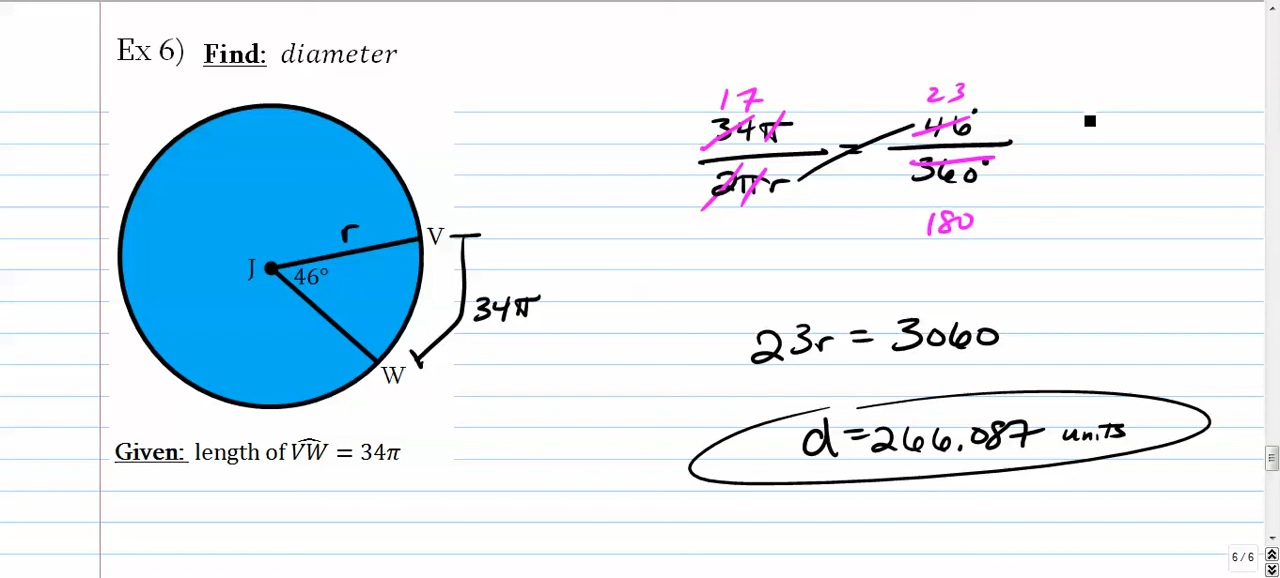 Ex 6) Find: diameter
17
34π
2πr
=
23
46°
360°
180
r
V
J
46°
34π
W
23r = 3060
d = 266.087 units
Given: length of V͡W = 34π
6 / 6